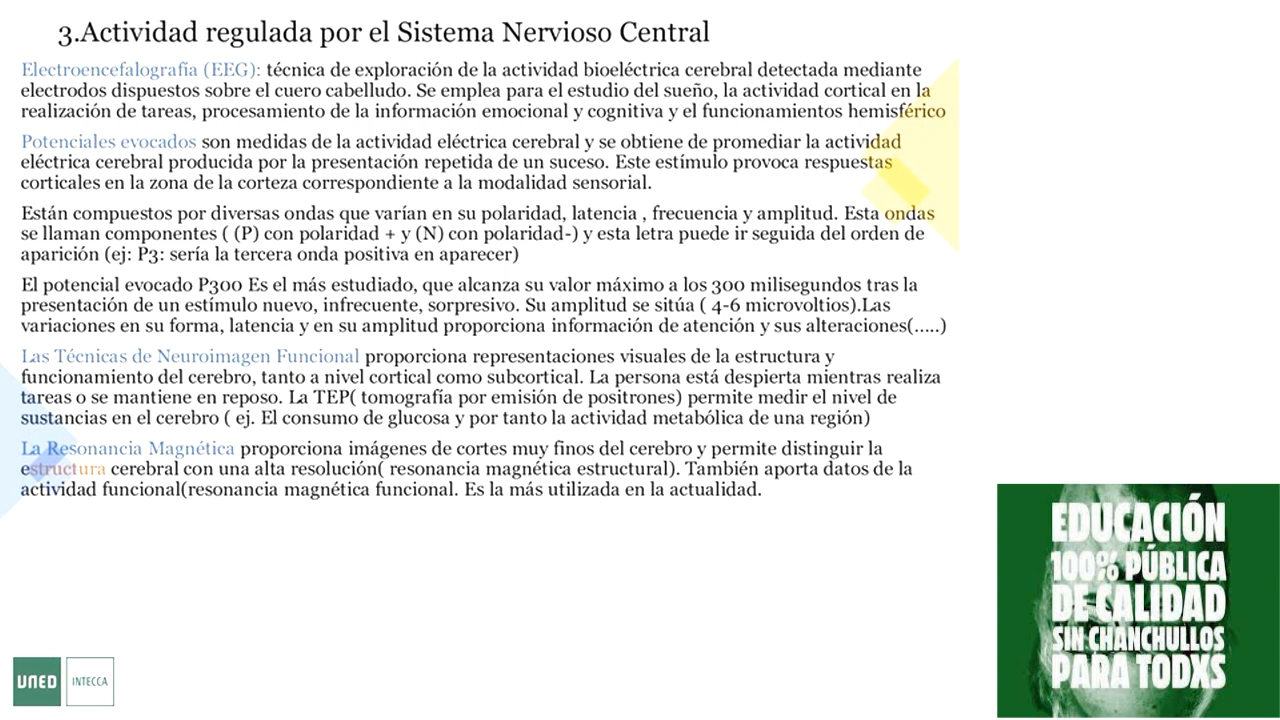 3.Actividad regulada por el Sistema Nervioso Central
Electroencefalografía (EEG): técnica de exploración de la actividad bioeléctrica cerebral detectada mediante
electrodos dispuestos sobre el cuero cabelludo. Se emplea para el estudio del sueño, la actividad cortical en la
realización de tareas, procesamiento de la información emocional y cognitiva y el funcionamientos hemisférico
Potenciales evocados son medidas de la actividad eléctrica cerebral y se obtiene de promediar la actividad
eléctrica cerebral producida por la presentación repetida de un suceso. Este estímulo provoca respuestas
corticales en la zona de la corteza correspondiente a la modalidad sensorial.
Están compuestos por diversas ondas que varían en su polaridad, latencia , frecuencia y amplitud. Esta ondas
se llaman componentes ( (P) con polaridad + y (N) con polaridad-) y esta letra puede ir seguida del orden de
aparición (ej: P3: sería la tercera onda positiva en aparecer)
El potencial evocado P300 Es el más estudiado, que alcanza su valor máximo a los 300 milisegundos tras la
presentación de un estímulo nuevo, infrecuente, sorpresivo. Su amplitud se sitúa ( 4-6 microvoltios).Las
variaciones en su forma, latencia y en su amplitud proporciona información de atención y sus alteraciones(.....)
Las Técnicas de Neuroimagen Funcional proporciona representaciones visuales de la estructura y
funcionamiento del cerebro, tanto a nivel cortical como subcortical. La persona está despierta mientras realiza
tareas o se mantiene en reposo. La TEP( tomografía por emisión de positrones) permite medir el nivel de
sustancias en el cerebro ( ej. El consumo de glucosa y por tanto la actividad metabólica de una región)
La Resonancia Magnética proporciona imágenes de cortes muy finos del cerebro y permite distinguir la
estructura cerebral con una alta resolución( resonancia magnética estructural). También aporta datos de la
actividad funcional(resonancia magnética funcional. Es la más utilizada en la actualidad.
EDUCACIÓN
100% PÚBLICA
DE CALIDAD
SIN CHANCHULLOS
PARA TODXS
UNED
INTECCA